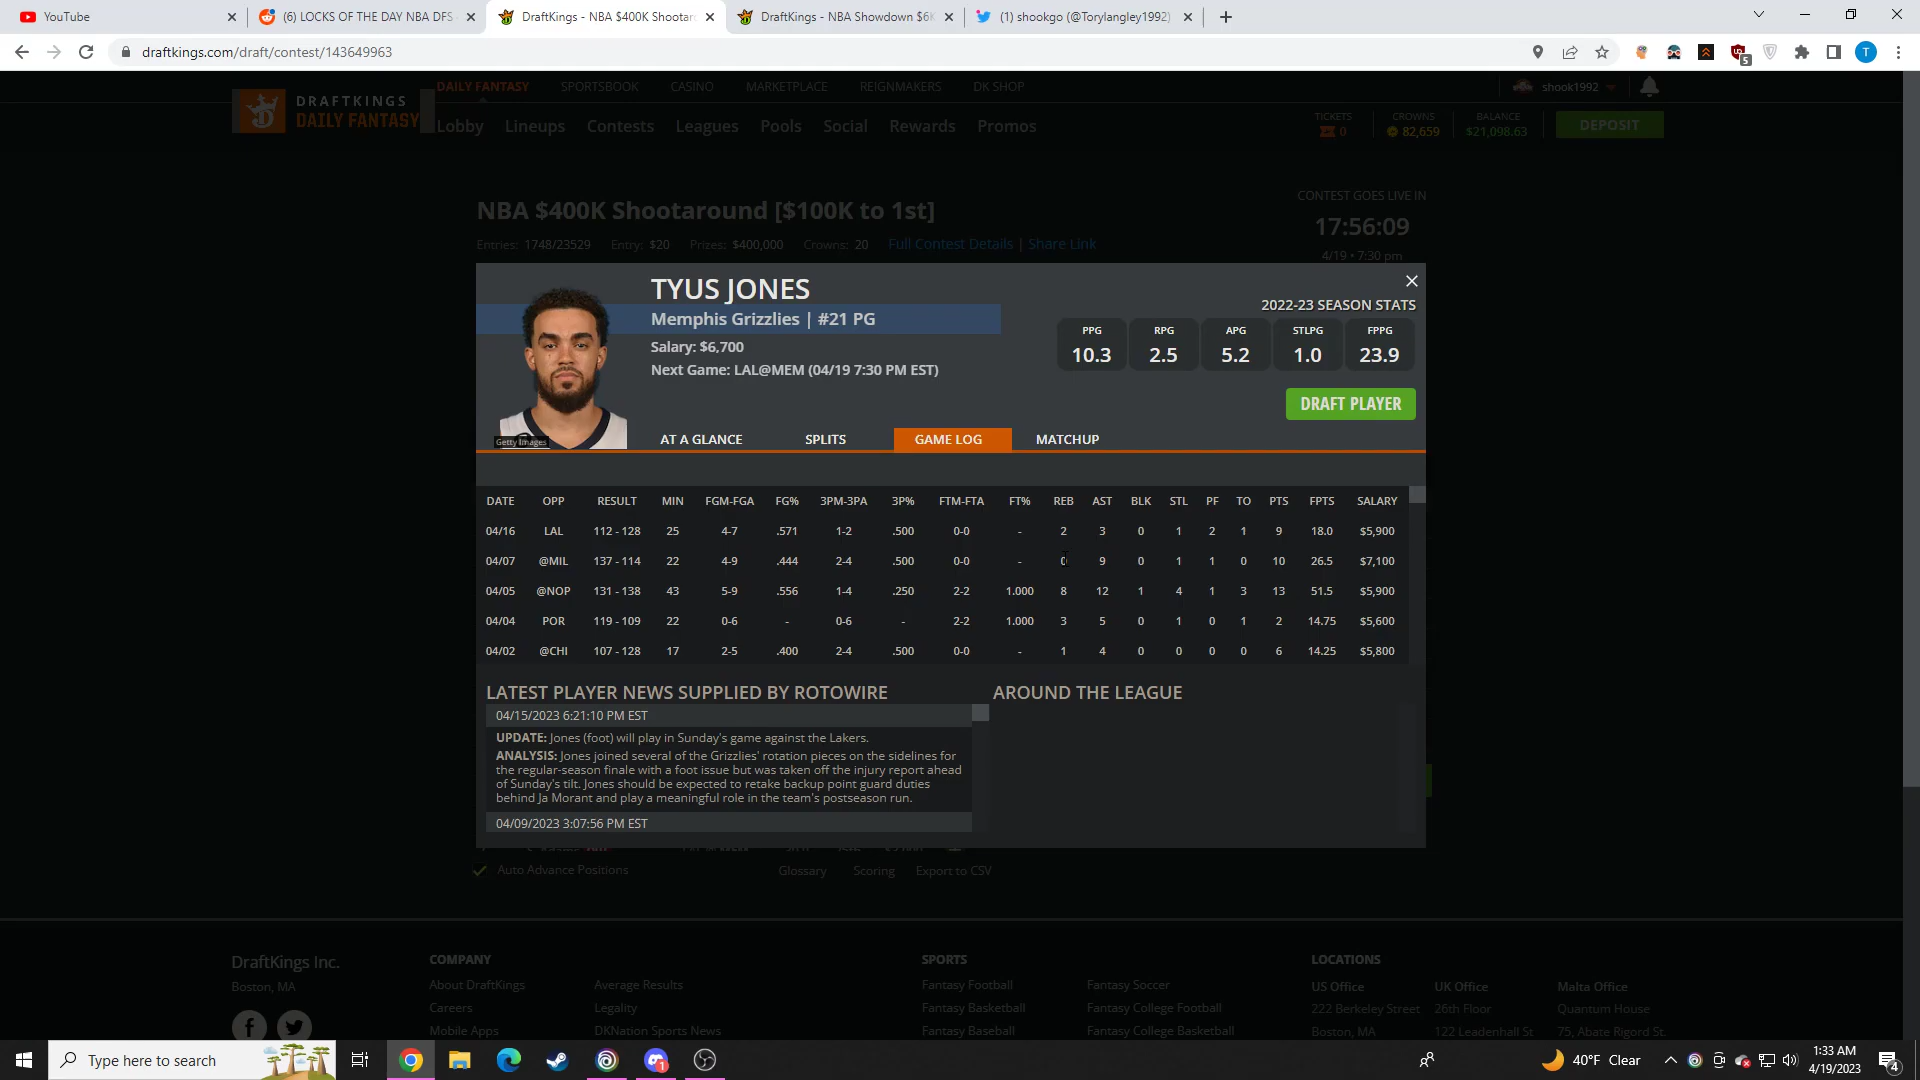 YouTube
(6) LOCKS OF THE DAY NBA DFS
DraftKings - NBA $400K Shootar
DraftKings - NBA Showdown $6K
(1) shookgo (@Torylangley1992)
draftkings.com/draft/contest/143649963
5
T
DAILY FANTASY SPORTSBOOK CASINO MARKETPLACE REIGNMAKERS DK SHOP
shook1992
DRAFTKINGS
DAILY FANTASY
Lobby Lineups Contests Leagues Pools Social Rewards Promos
TICKETS CROWNS BALANCE
0 82,659 $21,098.63
DEPOSIT
NBA $400K Shootaround [$100K to 1st]
CONTEST GOES LIVE IN
17:56:09
Entries: 1748/23529 Entry: $20 Prizes: $400,000 Crowns: 20 Full Contest Details | Share Link
4/19 • 7:30 pm
TYUS JONES
Memphis Grizzlies | #21 PG
Salary: $6,700
Next Game: LAL@MEM (04/19 7:30 PM EST)
2022-23 SEASON STATS
PPG RPG APG STLPG FPPG
10.3 2.5 5.2 1.0 23.9
DRAFT PLAYER
Getty Images
AT A GLANCE SPLITS GAME LOG MATCHUP
DATE OPP RESULT MIN FGM-FGA FG% 3PM-3PA 3P% FTM-FTA FT% REB AST BLK STL PF TO PTS FPTS SALARY
04/16 LAL 112 - 128 25 4-7 .571 1-2 .500 0-0 - 2 3 0 1 2 1 9 18.0 $5,900
04/07 @MIL 137 - 114 22 4-9 .444 2-4 .500 0-0 - 0 9 0 1 1 0 10 26.5 $7,100
04/05 @NOP 131 - 138 43 5-9 .556 1-4 .250 2-2 1.000 8 12 1 4 1 3 13 51.5 $5,900
04/04 POR 119 - 109 22 0-6 - 0-6 - 2-2 1.000 3 5 0 1 0 1 2 14.75 $5,600
04/02 @CHI 107 - 128 17 2-5 .400 2-4 .500 0-0 - 1 4 0 0 0 0 6 14.25 $5,800
LATEST PLAYER NEWS SUPPLIED BY ROTOWIRE
AROUND THE LEAGUE
04/15/2023 6:21:10 PM EST
UPDATE: Jones (foot) will play in Sunday's game against the Lakers.
ANALYSIS: Jones joined several of the Grizzlies' rotation pieces on the sidelines for
the regular-season finale with a foot issue but was taken off the injury report ahead
of Sunday's tilt. Jones should be expected to retake backup point guard duties
behind Ja Morant and play a meaningful role in the team's postseason run.
04/09/2023 3:07:56 PM EST
Auto Advance Positions
Glossary Scoring Export to CSV
DraftKings Inc.
Boston, MA
COMPANY
About DraftKings Average Results
Careers Legality
Mobile Apps DKNation Sports News
SPORTS
Fantasy Football Fantasy Soccer
Fantasy Basketball Fantasy College Football
Fantasy Baseball Fantasy College Basketball
LOCATIONS
US Office UK Office Malta Office
222 Berkeley Street 26th Floor Quantum House
Boston, MA 122 Leadenhall St 75, Abate Rigord St.
Type here to search
1
40°F Clear
1:33 AM
4/19/2023
4